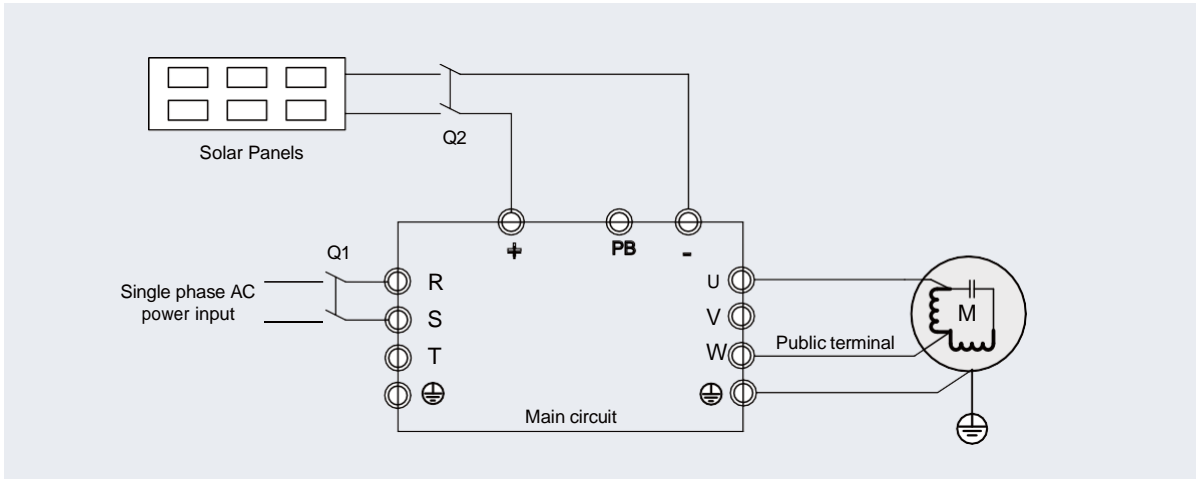 Solar Panels
Q2
+
PB
-
Q1
Single phase AC
power input
R
S
T
U
V
W
Public terminal
M
Main circuit